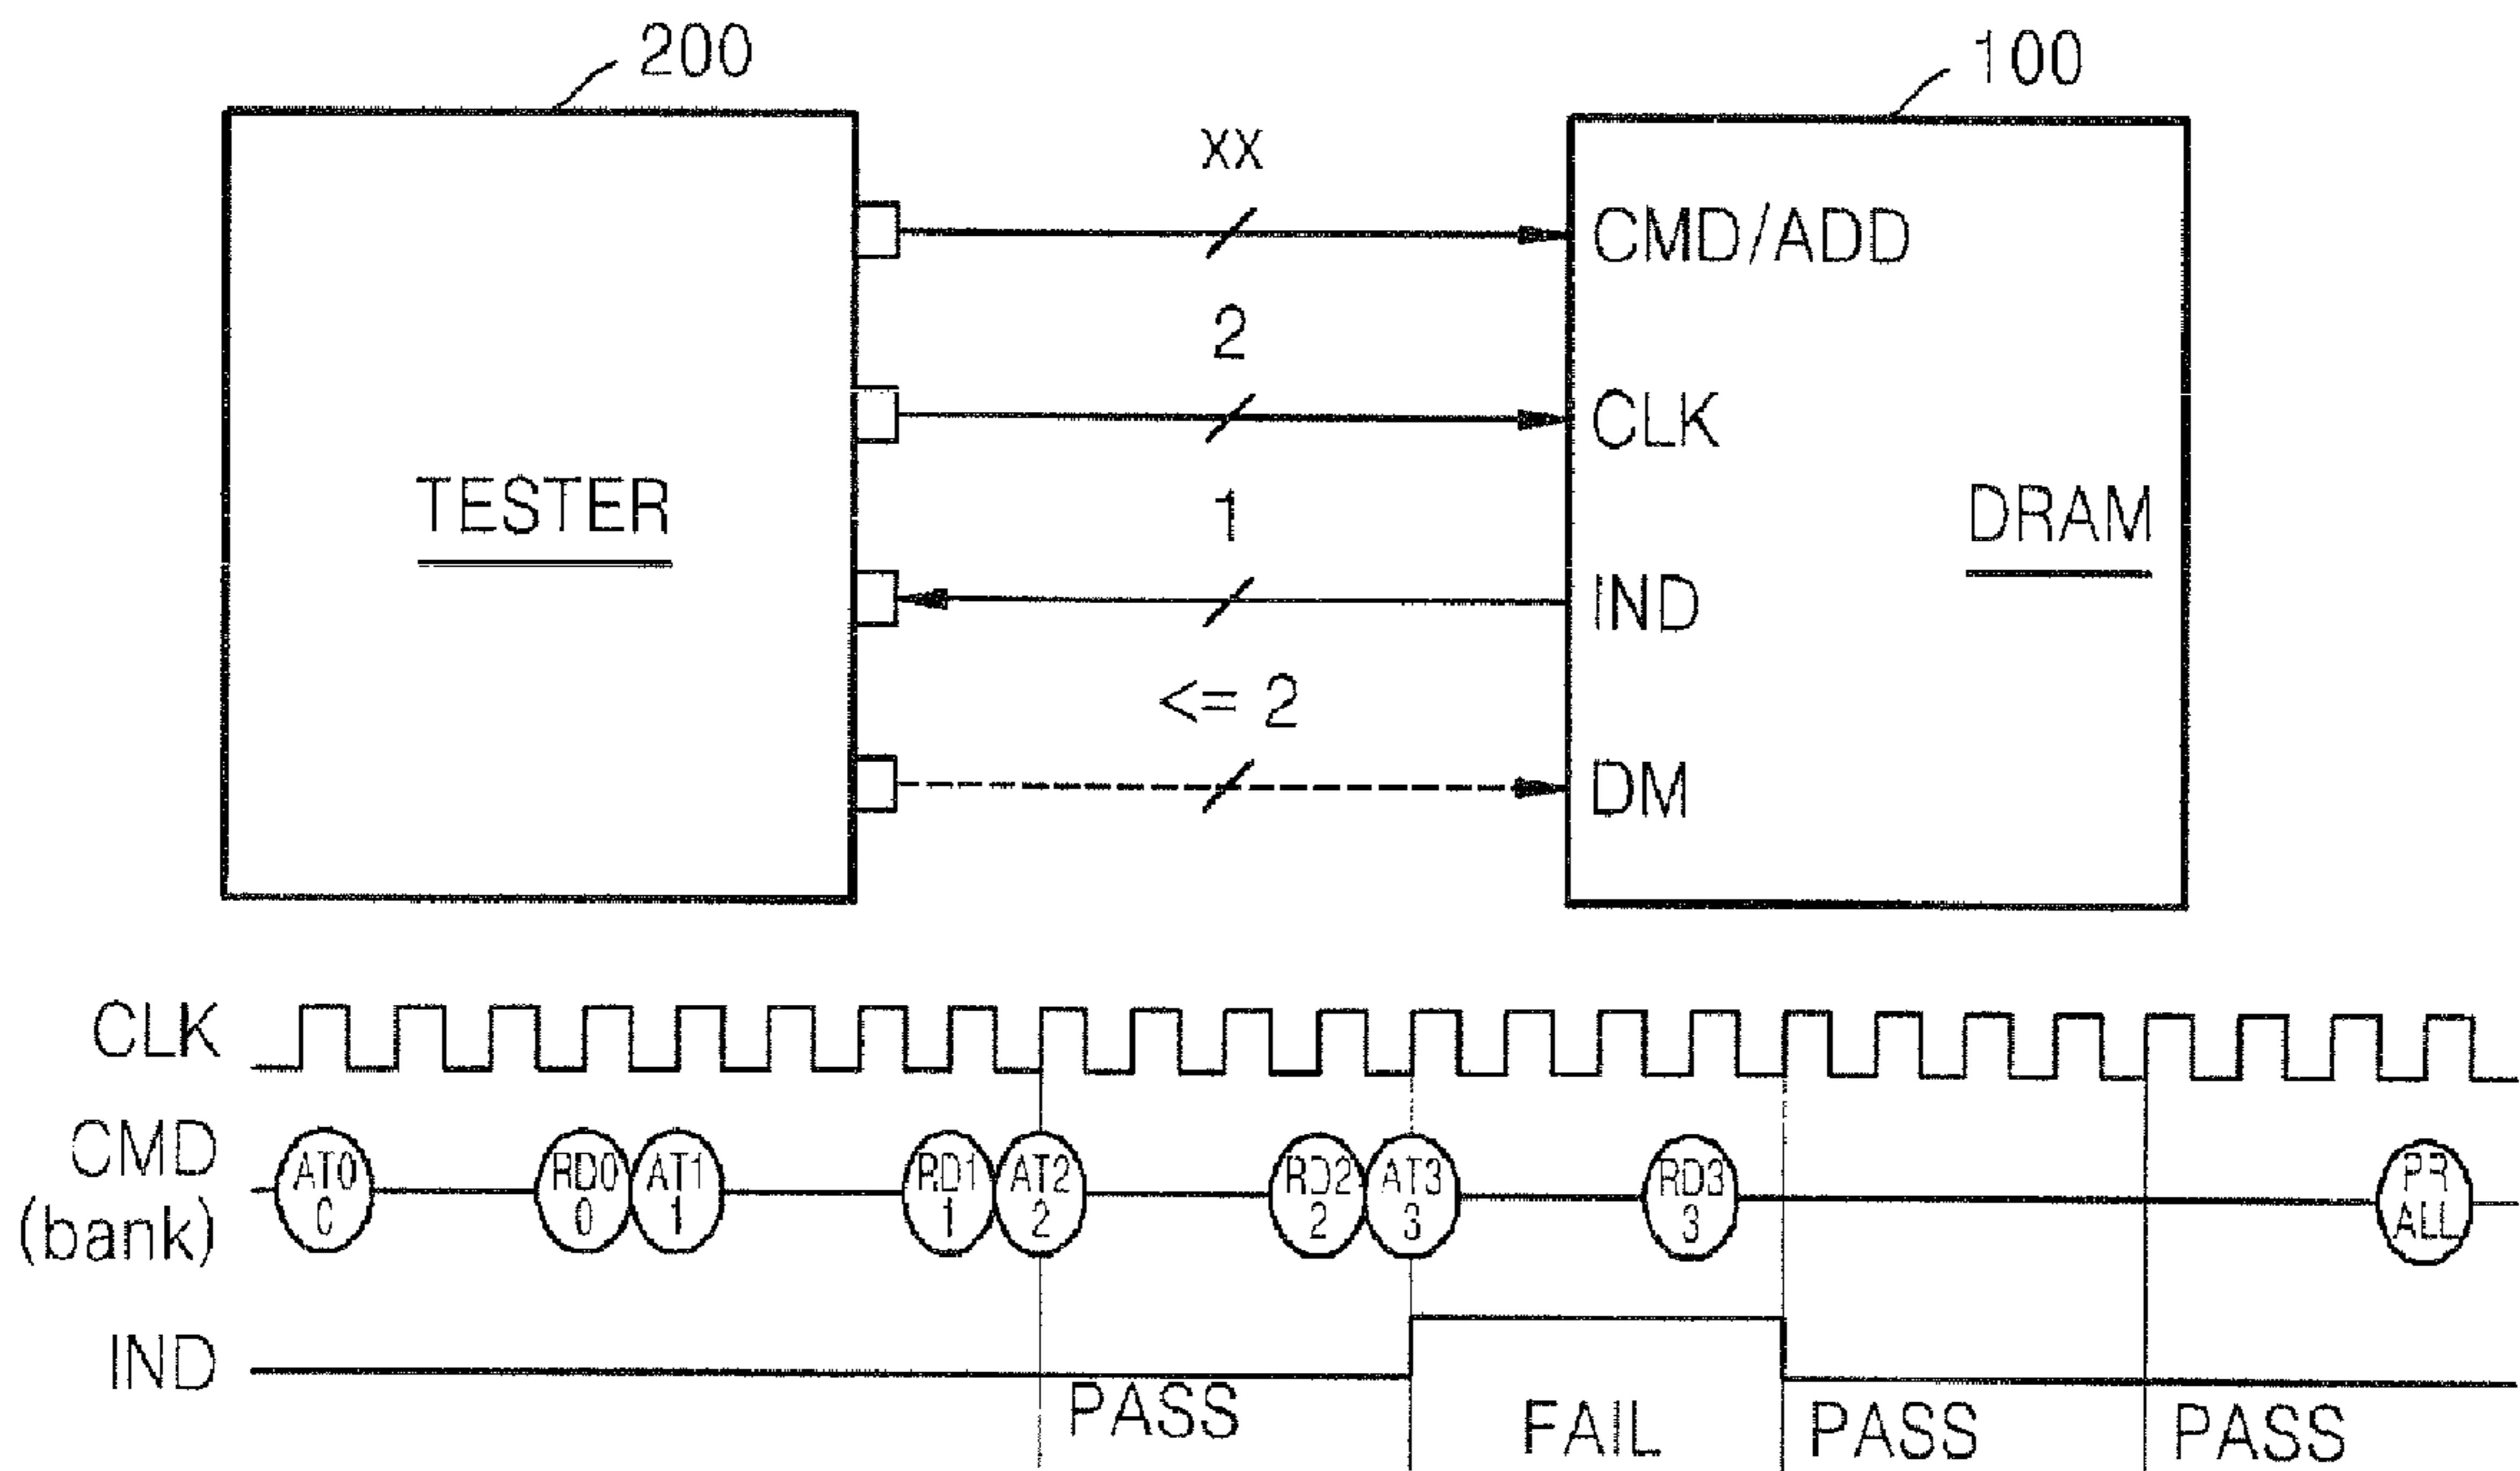 200
100
XX
CMD/ADD
2
CLK
TESTER
1
DRAM
IND
<= 2
DM
CLK
CMD
(bank)
AT0
0
RD0
0
AT1
1
RD1
1
AT2
2
RD2
2
AT3
3
RD3
3
PR
ALL
IND
PASS
FAIL
PASS
PASS